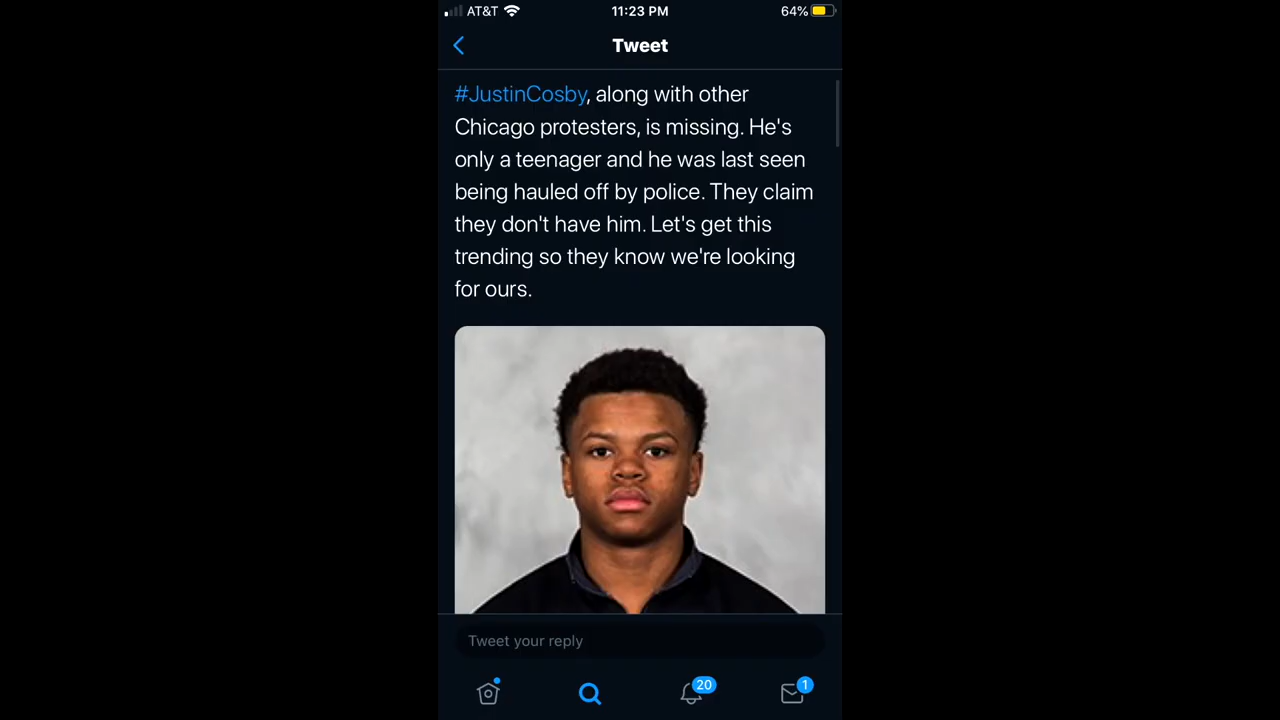 AT&T 11:23 PM 64%
Tweet
#JustinCosby, along with other
Chicago protesters, is missing. He's
only a teenager and he was last seen
being hauled off by police. They claim
they don't have him. Let's get this
trending so they know we're looking
for ours.
Tweet your reply
20 1